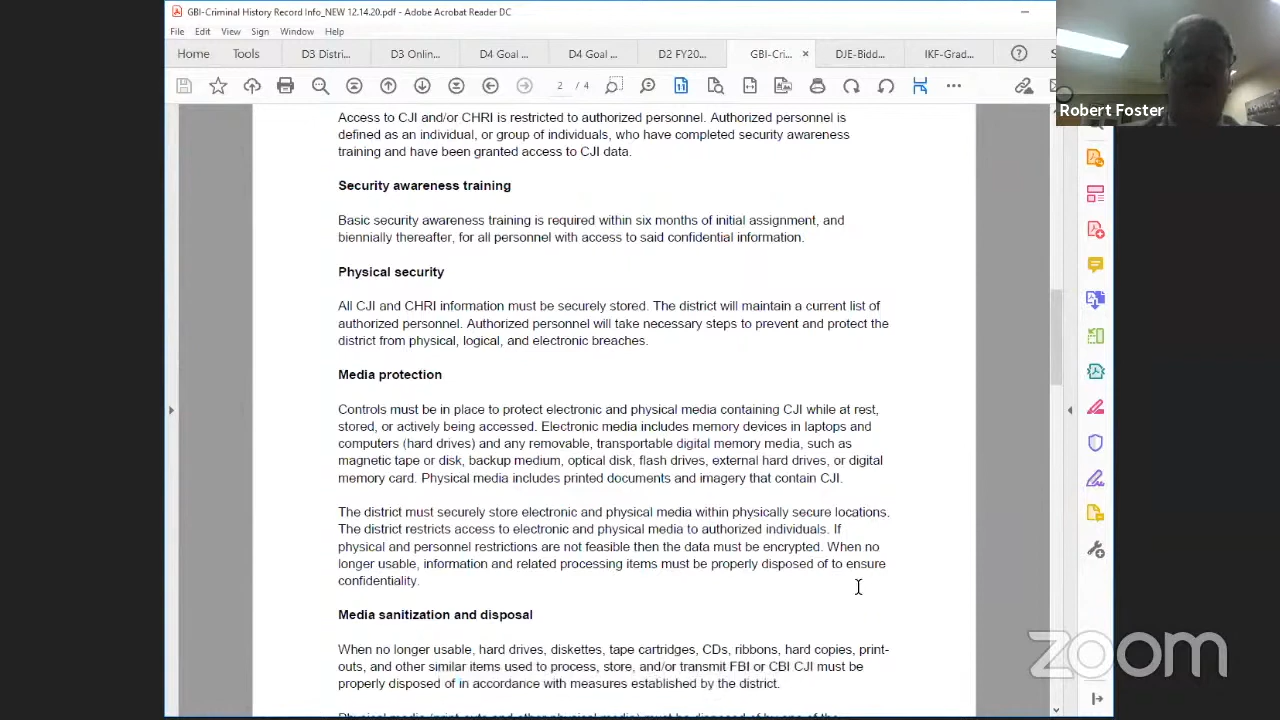 GBI-Criminal History Record Info_NEW 12.14.20.pdf - Adobe Acrobat Reader DC
File Edit View Sign Window Help
Home Tools D3 Distri... D3 Onlin... D4 Goal ... D4 Goal ... D2 FY20... GBI-Cri... × DJE-Bidd... IKF-Grad...
2 / 4
Robert Foster
Access to CJI and/or CHRI is restricted to authorized personnel. Authorized personnel is
defined as an individual, or group of individuals, who have completed security awareness
training and have been granted access to CJI data.
Security awareness training
Basic security awareness training is required within six months of initial assignment, and
biennially thereafter, for all personnel with access to said confidential information.
Physical security
All CJI and CHRI information must be securely stored. The district will maintain a current list of
authorized personnel. Authorized personnel will take necessary steps to prevent and protect the
district from physical, logical, and electronic breaches.
Media protection
Controls must be in place to protect electronic and physical media containing CJI while at rest,
stored, or actively being accessed. Electronic media includes memory devices in laptops and
computers (hard drives) and any removable, transportable digital memory media, such as
magnetic tape or disk, backup medium, optical disk, flash drives, external hard drives, or digital
memory card. Physical media includes printed documents and imagery that contain CJI.
The district must securely store electronic and physical media within physically secure locations.
The district restricts access to electronic and physical media to authorized individuals. If
physical and personnel restrictions are not feasible then the data must be encrypted. When no
longer usable, information and related processing items must be properly disposed of to ensure
confidentiality.
Media sanitization and disposal
When no longer usable, hard drives, diskettes, tape cartridges, CDs, ribbons, hard copies, print-
outs, and other similar items used to process, store, and/or transmit FBI or CBI CJI must be
properly disposed of in accordance with measures established by the district.
zoom